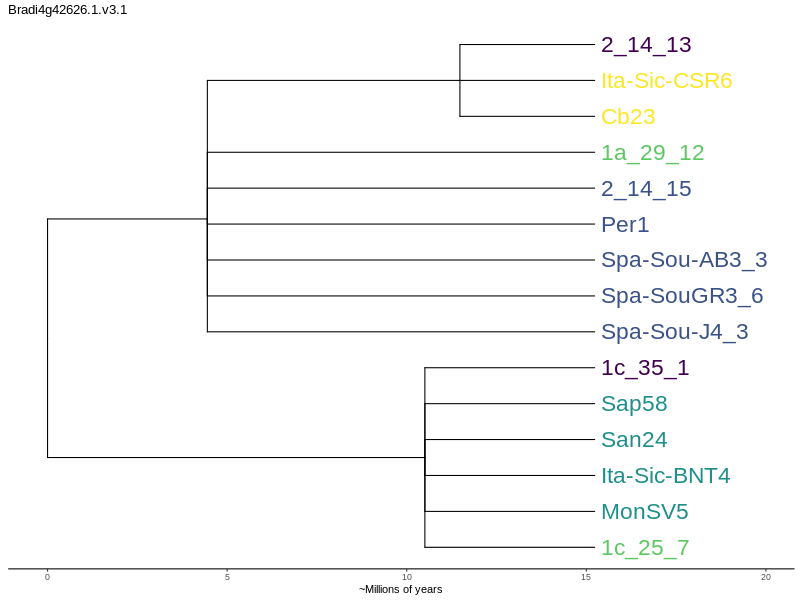 Bradi4g42626.1.v3.1
2_14_13
Ita-Sic-CSR6
Cb23
1a_29_12
2_14_15
Per1
Spa-Sou-AB3_3
Spa-SouGR3_6
Spa-Sou-J4_3
1c_35_1
Sap58
San24
Ita-Sic-BNT4
MonSV5
1c_25_7
0 5 10 15 20
~Millions of years